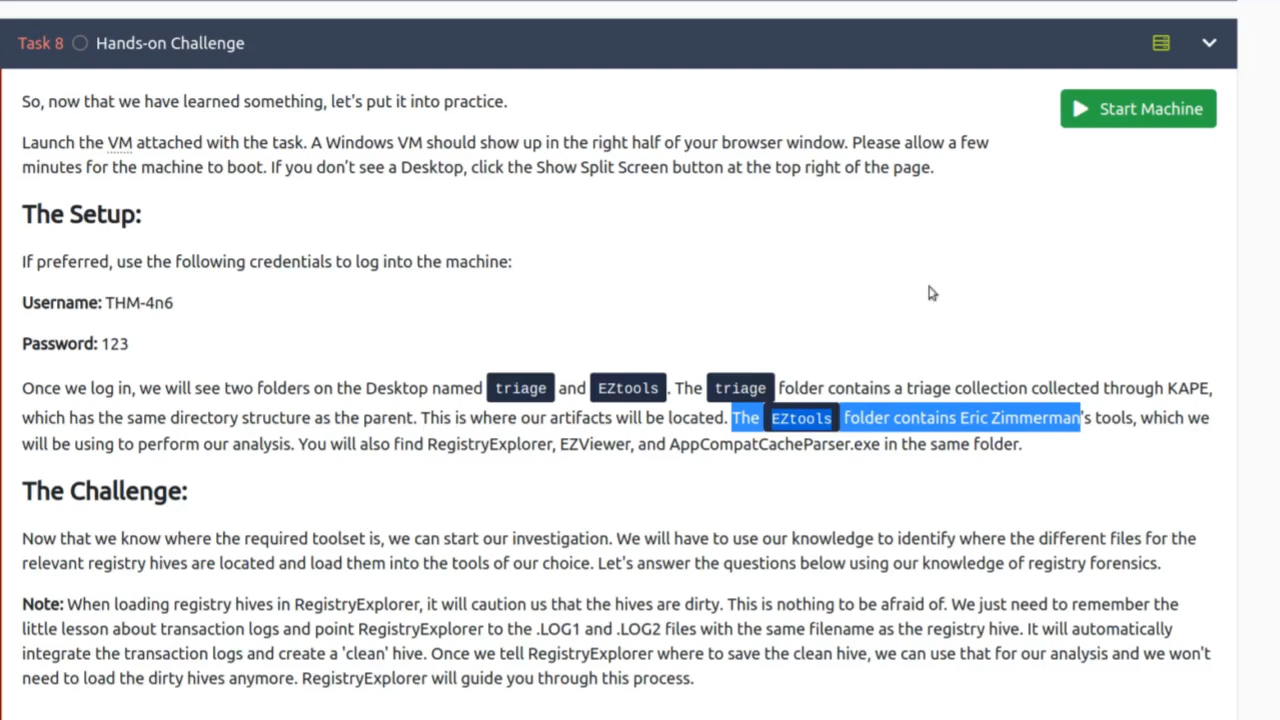 Task 8 Hands-on Challenge
So, now that we have learned something, let's put it into practice.
Start Machine
Launch the VM attached with the task. A Windows VM should show up in the right half of your browser window. Please allow a few
minutes for the machine to boot. If you don't see a Desktop, click the Show Split Screen button at the top right of the page.
The Setup:
If preferred, use the following credentials to log into the machine:
Username: THM-4n6
Password: 123
Once we log in, we will see two folders on the Desktop named triage and EZtools. The triage folder contains a triage collection collected through KAPE,
which has the same directory structure as the parent. This is where our artifacts will be located. The EZtools folder contains Eric Zimmerman's tools, which we
will be using to perform our analysis. You will also find RegistryExplorer, EZViewer, and AppCompatCacheParser.exe in the same folder.
The Challenge:
Now that we know where the required toolset is, we can start our investigation. We will have to use our knowledge to identify where the different files for the
relevant registry hives are located and load them into the tools of our choice. Let's answer the questions below using our knowledge of registry forensics.
Note: When loading registry hives in RegistryExplorer, it will caution us that the hives are dirty. This is nothing to be afraid of. We just need to remember the
little lesson about transaction logs and point RegistryExplorer to the .LOG1 and .LOG2 files with the same filename as the registry hive. It will automatically
integrate the transaction logs and create a 'clean' hive. Once we tell RegistryExplorer where to save the clean hive, we can use that for our analysis and we won't
need to load the dirty hives anymore. RegistryExplorer will guide you through this process.